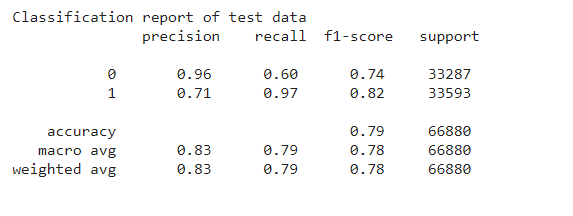 Classification report of test data
precision recall f1-score support
0 0.96 0.60 0.74 33287
1 0.71 0.97 0.82 33593
accuracy 0.79 66880
macro avg 0.83 0.79 0.78 66880
weighted avg 0.83 0.79 0.78 66880